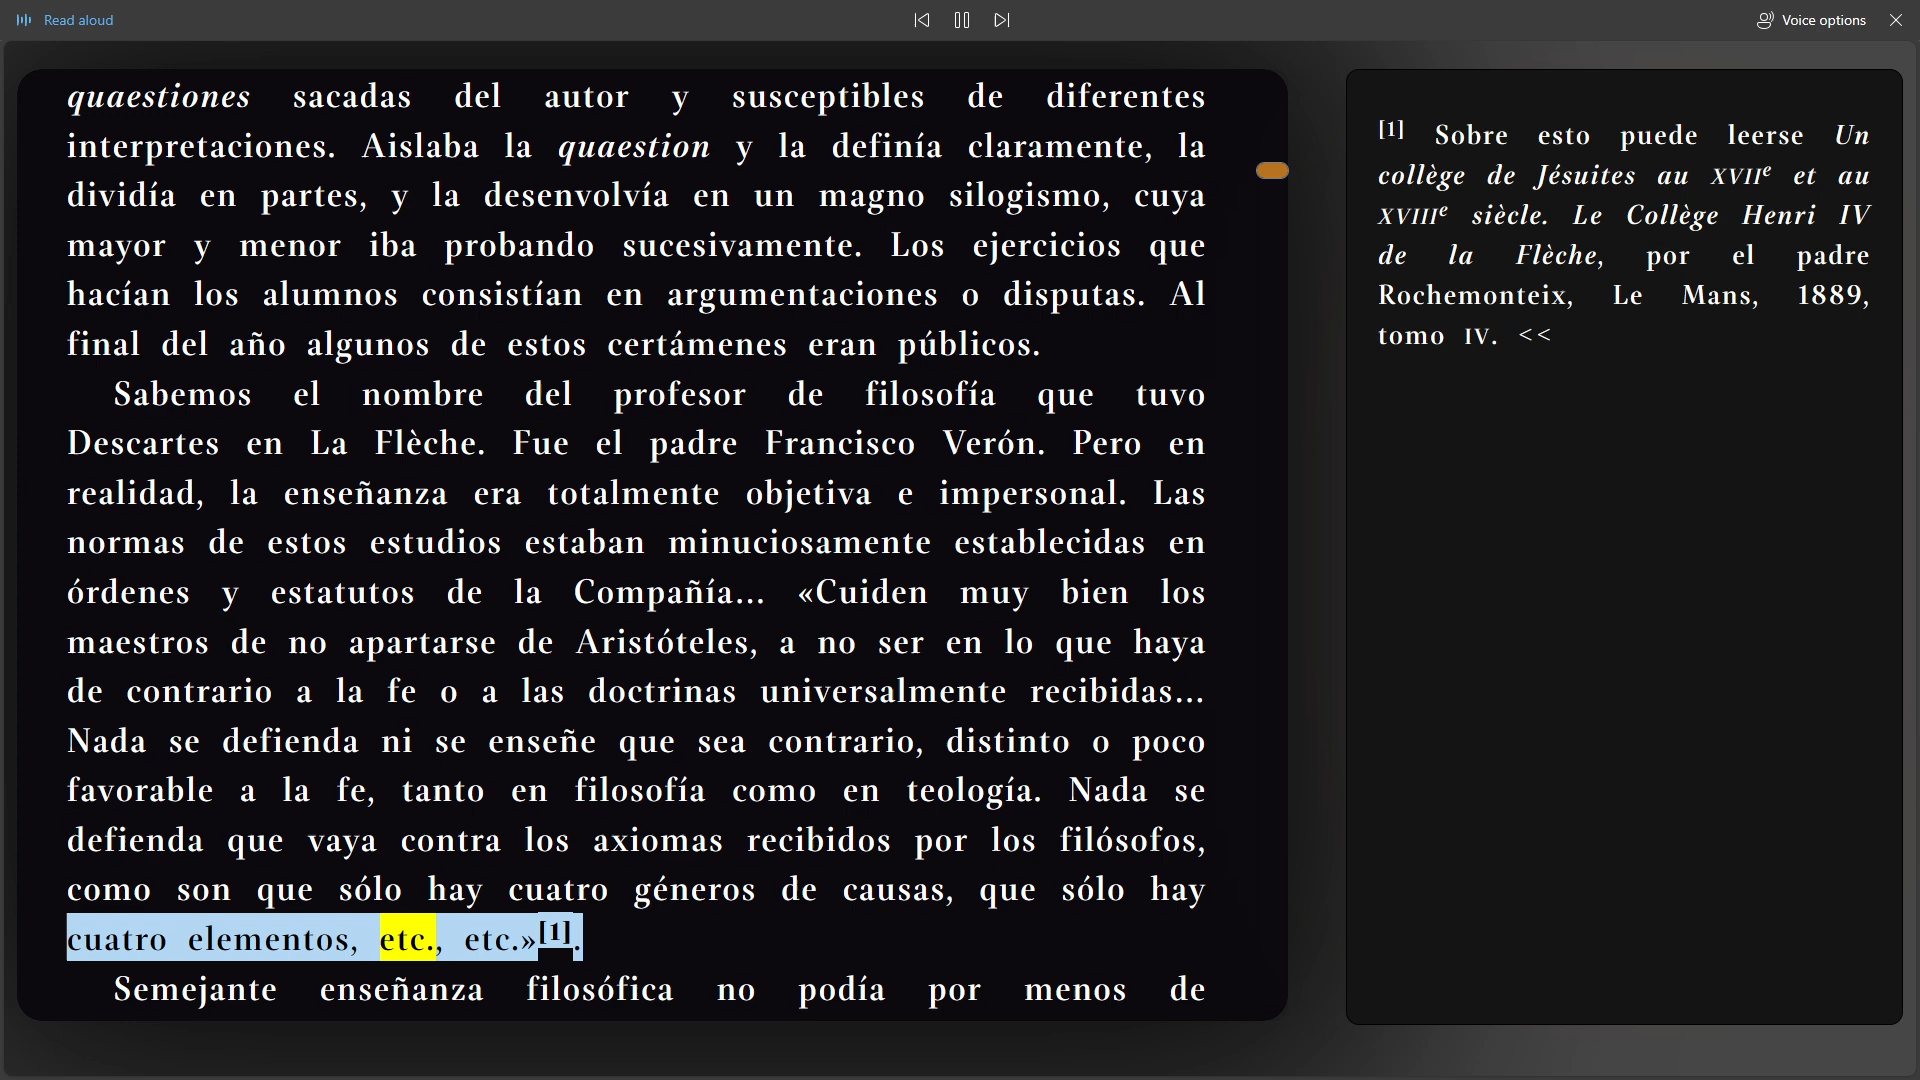 Read aloud
Voice options
quaestiones sacadas del autor y susceptibles de diferentes
interpretaciones. Aislaba la quaestion y la definía claramente, la
dividía en partes, y la desenvolvía en un magno silogismo, cuya
mayor y menor iba probando sucesivamente. Los ejercicios que
hacían los alumnos consistían en argumentaciones o disputas. Al
final del año algunos de estos certámenes eran públicos.
Sabemos el nombre del profesor de filosofía que tuvo
Descartes en La Flèche. Fue el padre Francisco Verón. Pero en
realidad, la enseñanza era totalmente objetiva e impersonal. Las
normas de estos estudios estaban minuciosamente establecidas en
órdenes y estatutos de la Compañía... «Cuiden muy bien los
maestros de no apartarse de Aristóteles, a no ser en lo que haya
de contrario a la fe o a las doctrinas universalmente recibidas...
Nada se defienda ni se enseñe que sea contrario, distinto o poco
favorable a la fe, tanto en filosofía como en teología. Nada se
defienda que vaya contra los axiomas recibidos por los filósofos,
como son que sólo hay cuatro géneros de causas, que sólo hay
cuatro elementos, etc., etc.»[1].
Semejante enseñanza filosófica no podía por menos de
[1] Sobre esto puede leerse Un
collège de Jésuites au XVIIe et au
XVIIIe siècle. Le Collège Henri IV
de la Flèche, por el padre
Rochemonteix, Le Mans, 1889,
tomo IV. <<